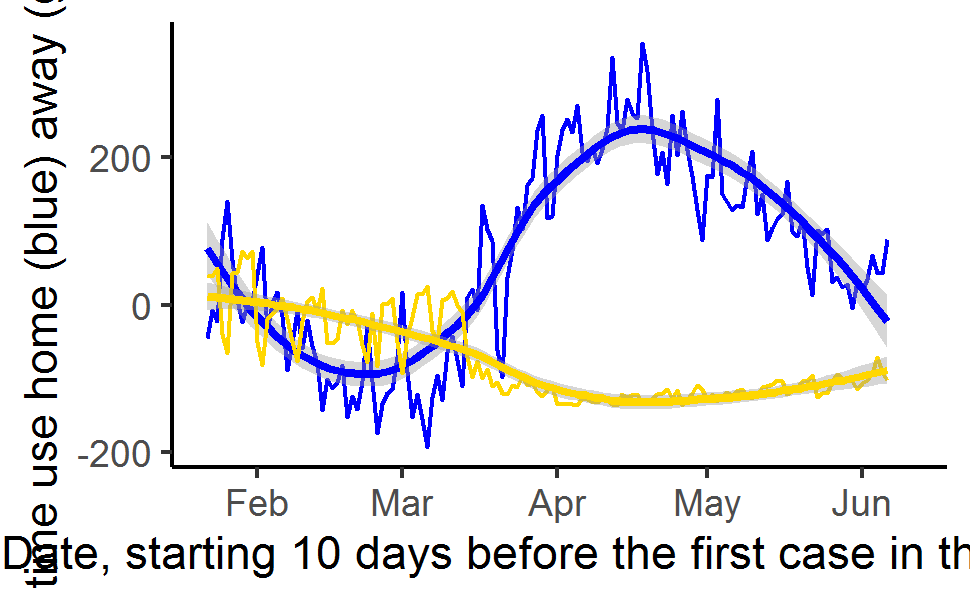 time use home (blue) away (
200
0
-200
Feb Mar Apr May Jun
Date, starting 10 days before the first case in th